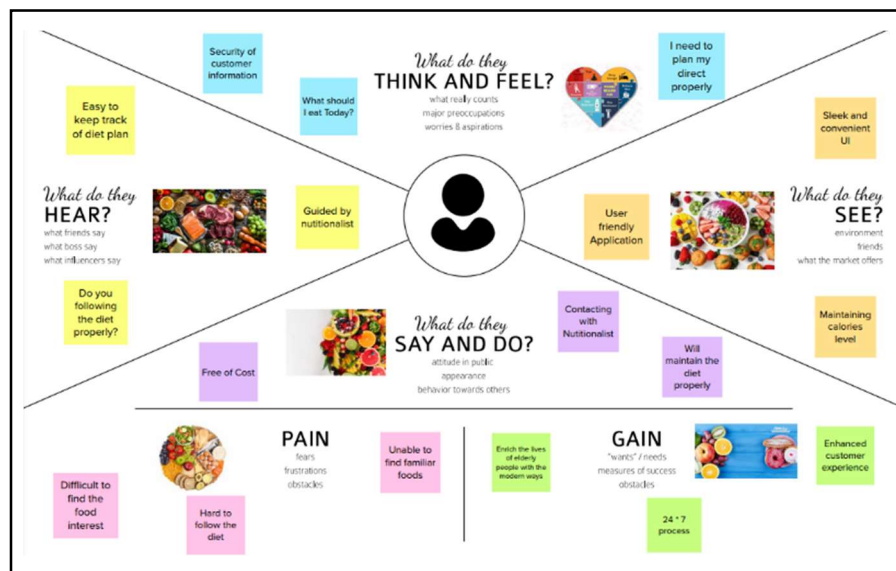 What do they
THINK AND FEEL?
what really counts
major preoccupations
worries & aspirations
Security of
customer
information
What should
I eat Today?
I need to
plan my
direct
properly
Easy to
keep track
of diet plan
What do they
HEAR?
what friends say
what boss say
what influencers say
Guided by
nutitionalist
Do you
following
the diet
properly?
Sleek and
convenient
UI
User
friendly
Application
What do they
SEE?
environment
friends
what the market offers
Maintaining
calories
level
What do they
SAY AND DO?
attitude in public
appearance
behavior towards others
Free of Cost
Contacting
with
Nutitionalist
Will
maintain the
diet
properly
PAIN
fears
frustrations
obstacles
Difficult to
find the
food
interest
Hard to
follow the
diet
Unable to
find familiar
foods
GAIN
"wants" / needs
measures of success
obstacles
Enrich the lives
of elderly
people with the
modern ways
24 * 7
process
Enhanced
customer
experience